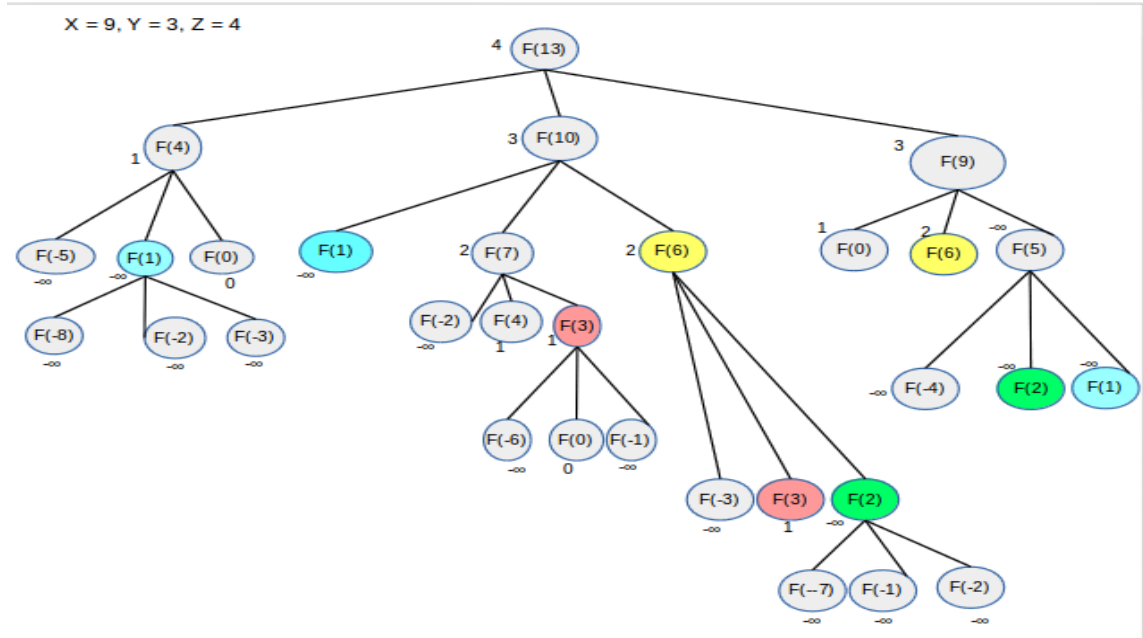 X = 9, Y = 3, Z = 4
4 F(13)
1 F(4) 3 F(10) 3 F(9)
F(-5) F(1) F(0) F(1) 2 F(7) 2 F(6) 1 F(0) 2 F(6) -∞ F(5)
-∞ -∞ 0 -∞
F(-8) F(-2) F(-3) F(-2) F(4) 1 F(3)
-∞ -∞ -∞ -∞ 1
-∞ F(-4) -∞ F(2) -∞ F(1)
F(-6) F(0) F(-1)
-∞ 0 -∞
F(-3) F(3) -∞ F(2)
-∞ 1
F(--7) F(-1) F(-2)
-∞ -∞ -∞